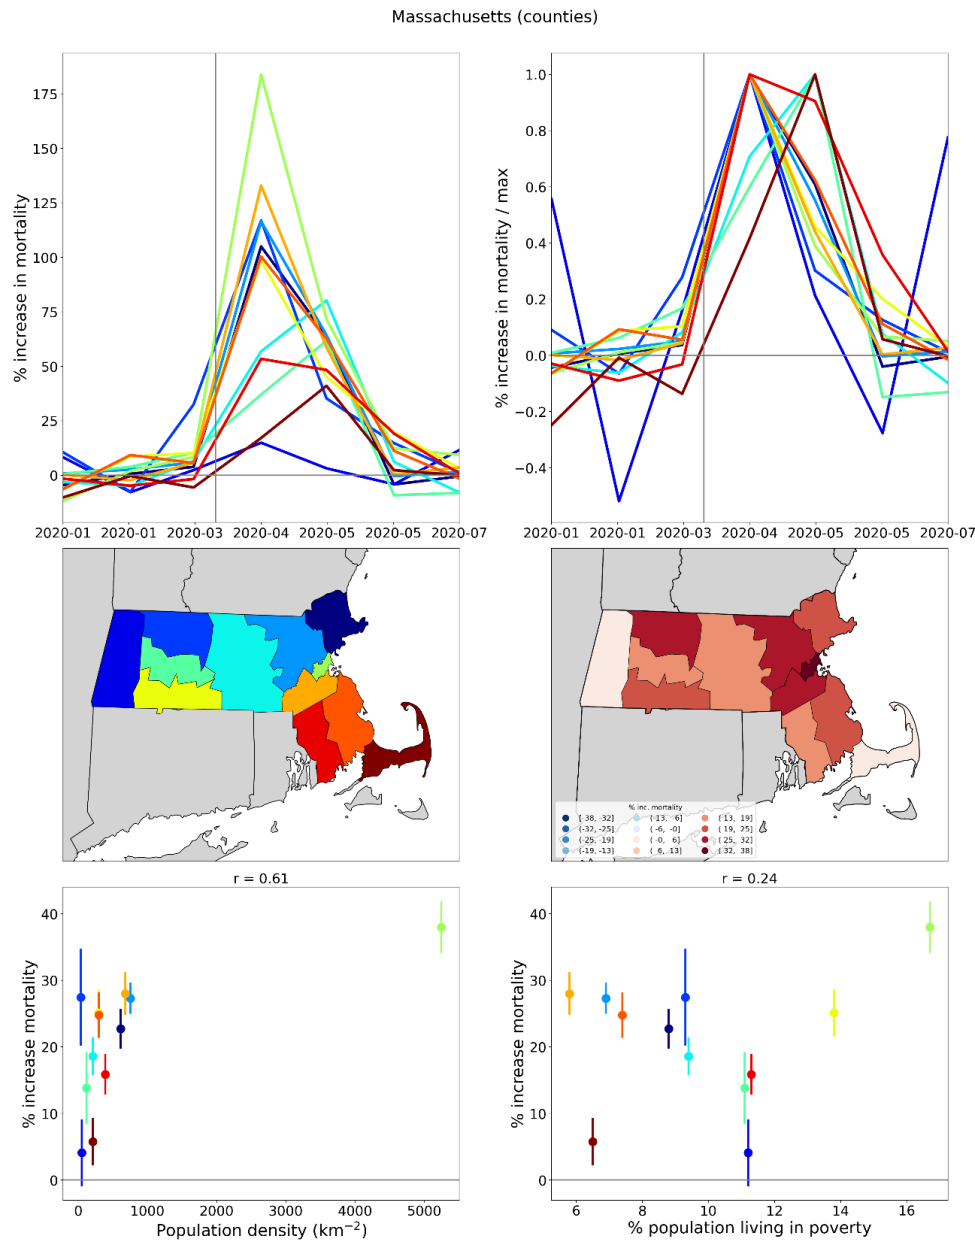 Massachusetts (counties)
% increase in mortality
175
150
125
100
75
50
25
0
2020-01 2020-01 2020-03 2020-04 2020-05 2020-05 2020-07
% increase in mortality / max
1.0
0.8
0.6
0.4
0.2
0.0
−0.2
−0.4
2020-01 2020-01 2020-03 2020-04 2020-05 2020-05 2020-07
% inc. mortality
[-38, -32] (-13, -6] (13, 19]
(-32, -25] (-6, -0] (19, 25]
(-25, -19] (-0, 6] (25, 32]
(-19, -13] (6, 13] (32, 38]
r = 0.61
% increase mortality
40
30
20
10
0
0 1000 2000 3000 4000 5000
Population density (km⁻²)
r = 0.24
% increase mortality
40
30
20
10
0
6 8 10 12 14 16
% population living in poverty